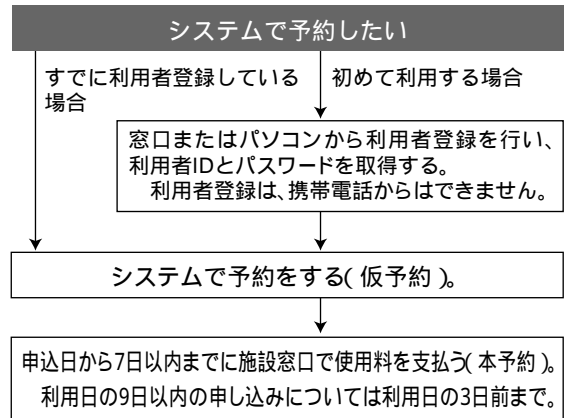 システムで予約したい
すでに利用者登録している
場合
初めて利用する場合
窓口またはパソコンから利用者登録を行い、
利用者IDとパスワードを取得する。
利用者登録は、携帯電話からはできません。
システムで予約をする(仮予約)。
申込日から7日以内までに施設窓口で使用料を支払う(本予約)。
利用日の9日以内の申し込みについては利用日の3日前まで。